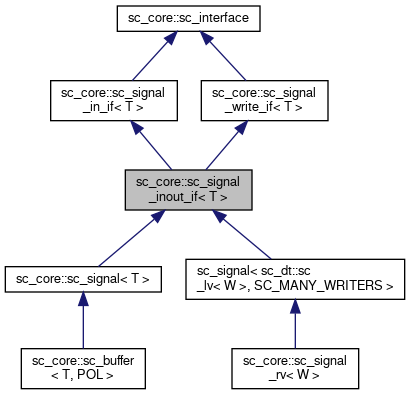 sc_core::sc_interface
sc_core::sc_signal
_in_if< T >
sc_core::sc_signal
_write_if< T >
sc_core::sc_signal
_inout_if< T >
sc_core::sc_signal< T >
sc_signal< sc_dt::sc
_lv< W >, SC_MANY_WRITERS >
sc_core::sc_buffer
< T, POL >
sc_core::sc_signal
_rv< W >